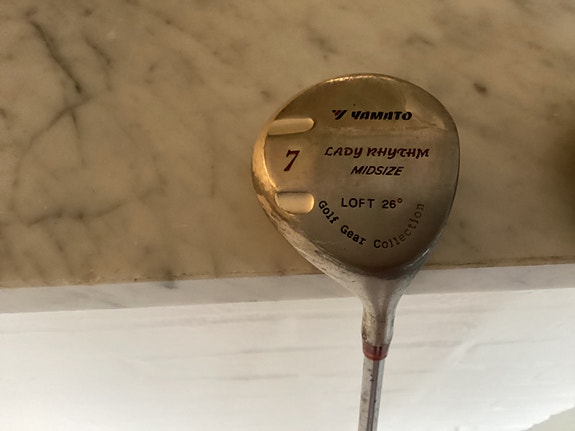 YAMATO
7
LADY RHYTHM
MIDSIZE
LOFT 26°
Golf Gear Collection